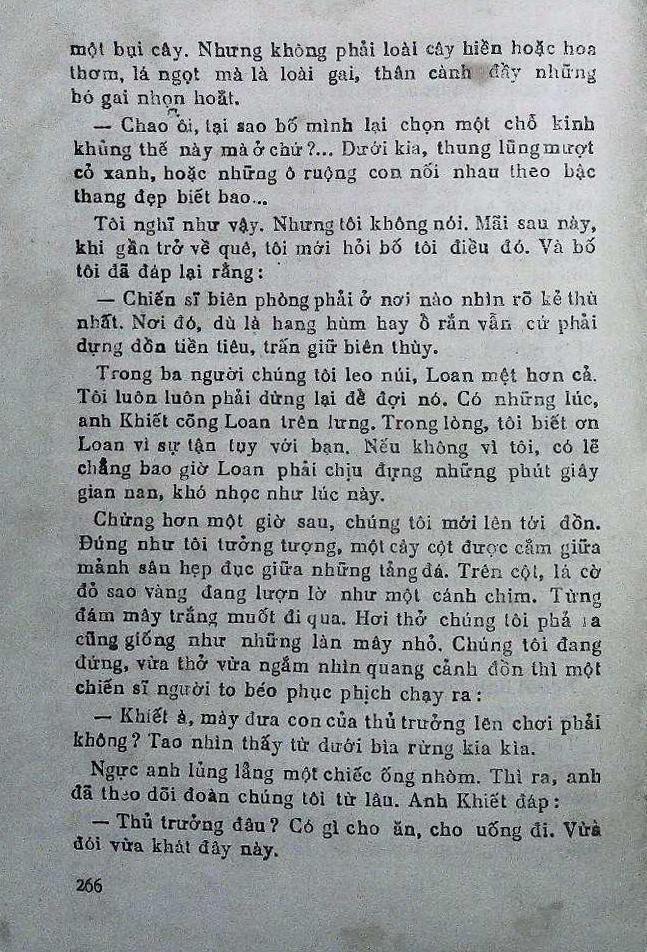 một bụi cây. Nhưng không phải loài cây hiền hoặc hoa
thơm, lá ngọt mà là loài gai, thân cành đầy những
bó gai nhọn hoắt.
— Chao ôi, tại sao bố mình lại chọn một chỗ kinh
khủng thế này mà ở chứ?... Dưới kia, thung lũng mượt
cỏ xanh, hoặc những ô ruộng con nối nhau theo bậc
thang đẹp biết bao...
Tôi nghĩ như vậy. Nhưng tôi không nói. Mãi sau này,
khi gần trở về quê, tôi mới hỏi bố tôi điều đó. Và bố
tôi đã đáp lại rằng:
— Chiến sĩ biên phòng phải ở nơi nào nhìn rõ kẻ thù
nhất. Nơi đó, dù là hang hùm hay ổ rắn vẫn cứ phải
dựng đồn tiền tiêu, trấn giữ biên thùy.
Trong ba người chúng tôi leo núi, Loan mệt hơn cả.
Tôi luôn luôn phải dừng lại để đợi nó. Có những lúc,
anh Khiết cõng Loan trên lưng. Trong lòng, tôi biết ơn
Loan vì sự tận tụy với bạn. Nếu không vì tôi, có lẽ
chẳng bao giờ Loan phải chịu đựng những phút giây
gian nan, khó nhọc như lúc này.
Chừng hơn một giờ sau, chúng tôi mới lên tới đồn.
Đúng như tôi tưởng tượng, một cây cột được cắm giữa
mảnh sân hẹp đục giữa những tảng đá. Trên cột, lá cờ
đỏ sao vàng đang lượn lờ như một cánh chim. Từng
đám mây trắng muốt đi qua. Hơi thở chúng tôi phả ra
cũng giống như những làn mây nhỏ. Chúng tôi đang
đứng, vừa thở vừa ngắm nhìn quang cảnh đồn thì một
chiến sĩ người to béo phục phịch chạy ra:
— Khiết à, mày đưa con của thủ trưởng lên chơi phải
không? Tao nhìn thấy từ dưới bìa rừng kia kìa.
Ngực anh lủng lẳng một chiếc ống nhòm. Thì ra, anh
đã theo dõi đoàn chúng tôi từ lâu. Anh Khiết đáp:
— Thủ trưởng đâu? Có gì cho ăn, cho uống đi. Vừa
đói vừa khát đây này.
266